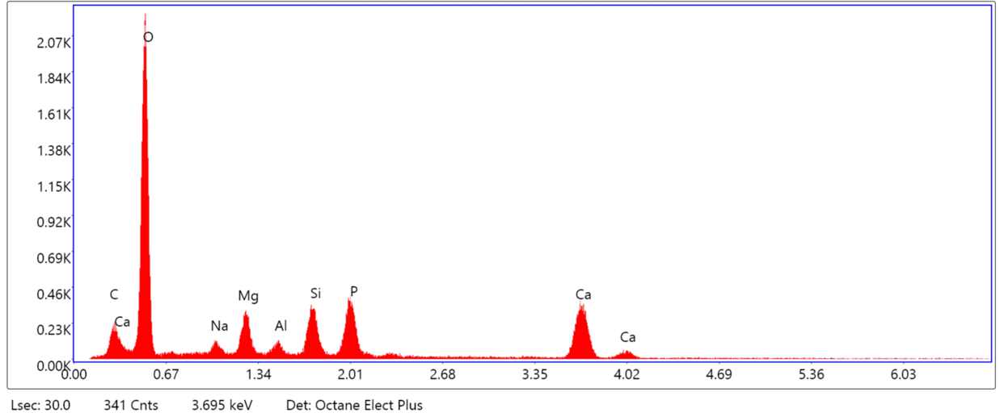 2.07K
O
1.84K
1.61K
1.38K
1.15K
0.92K
0.69K
0.46K
C Mg Si P Ca
Ca Na Al
0.23K
Ca
0.00K
0.00 0.67 1.34 2.01 2.68 3.35 4.02 4.69 5.36 6.03
Lsec: 30.0 341 Cnts 3.695 keV Det: Octane Elect Plus